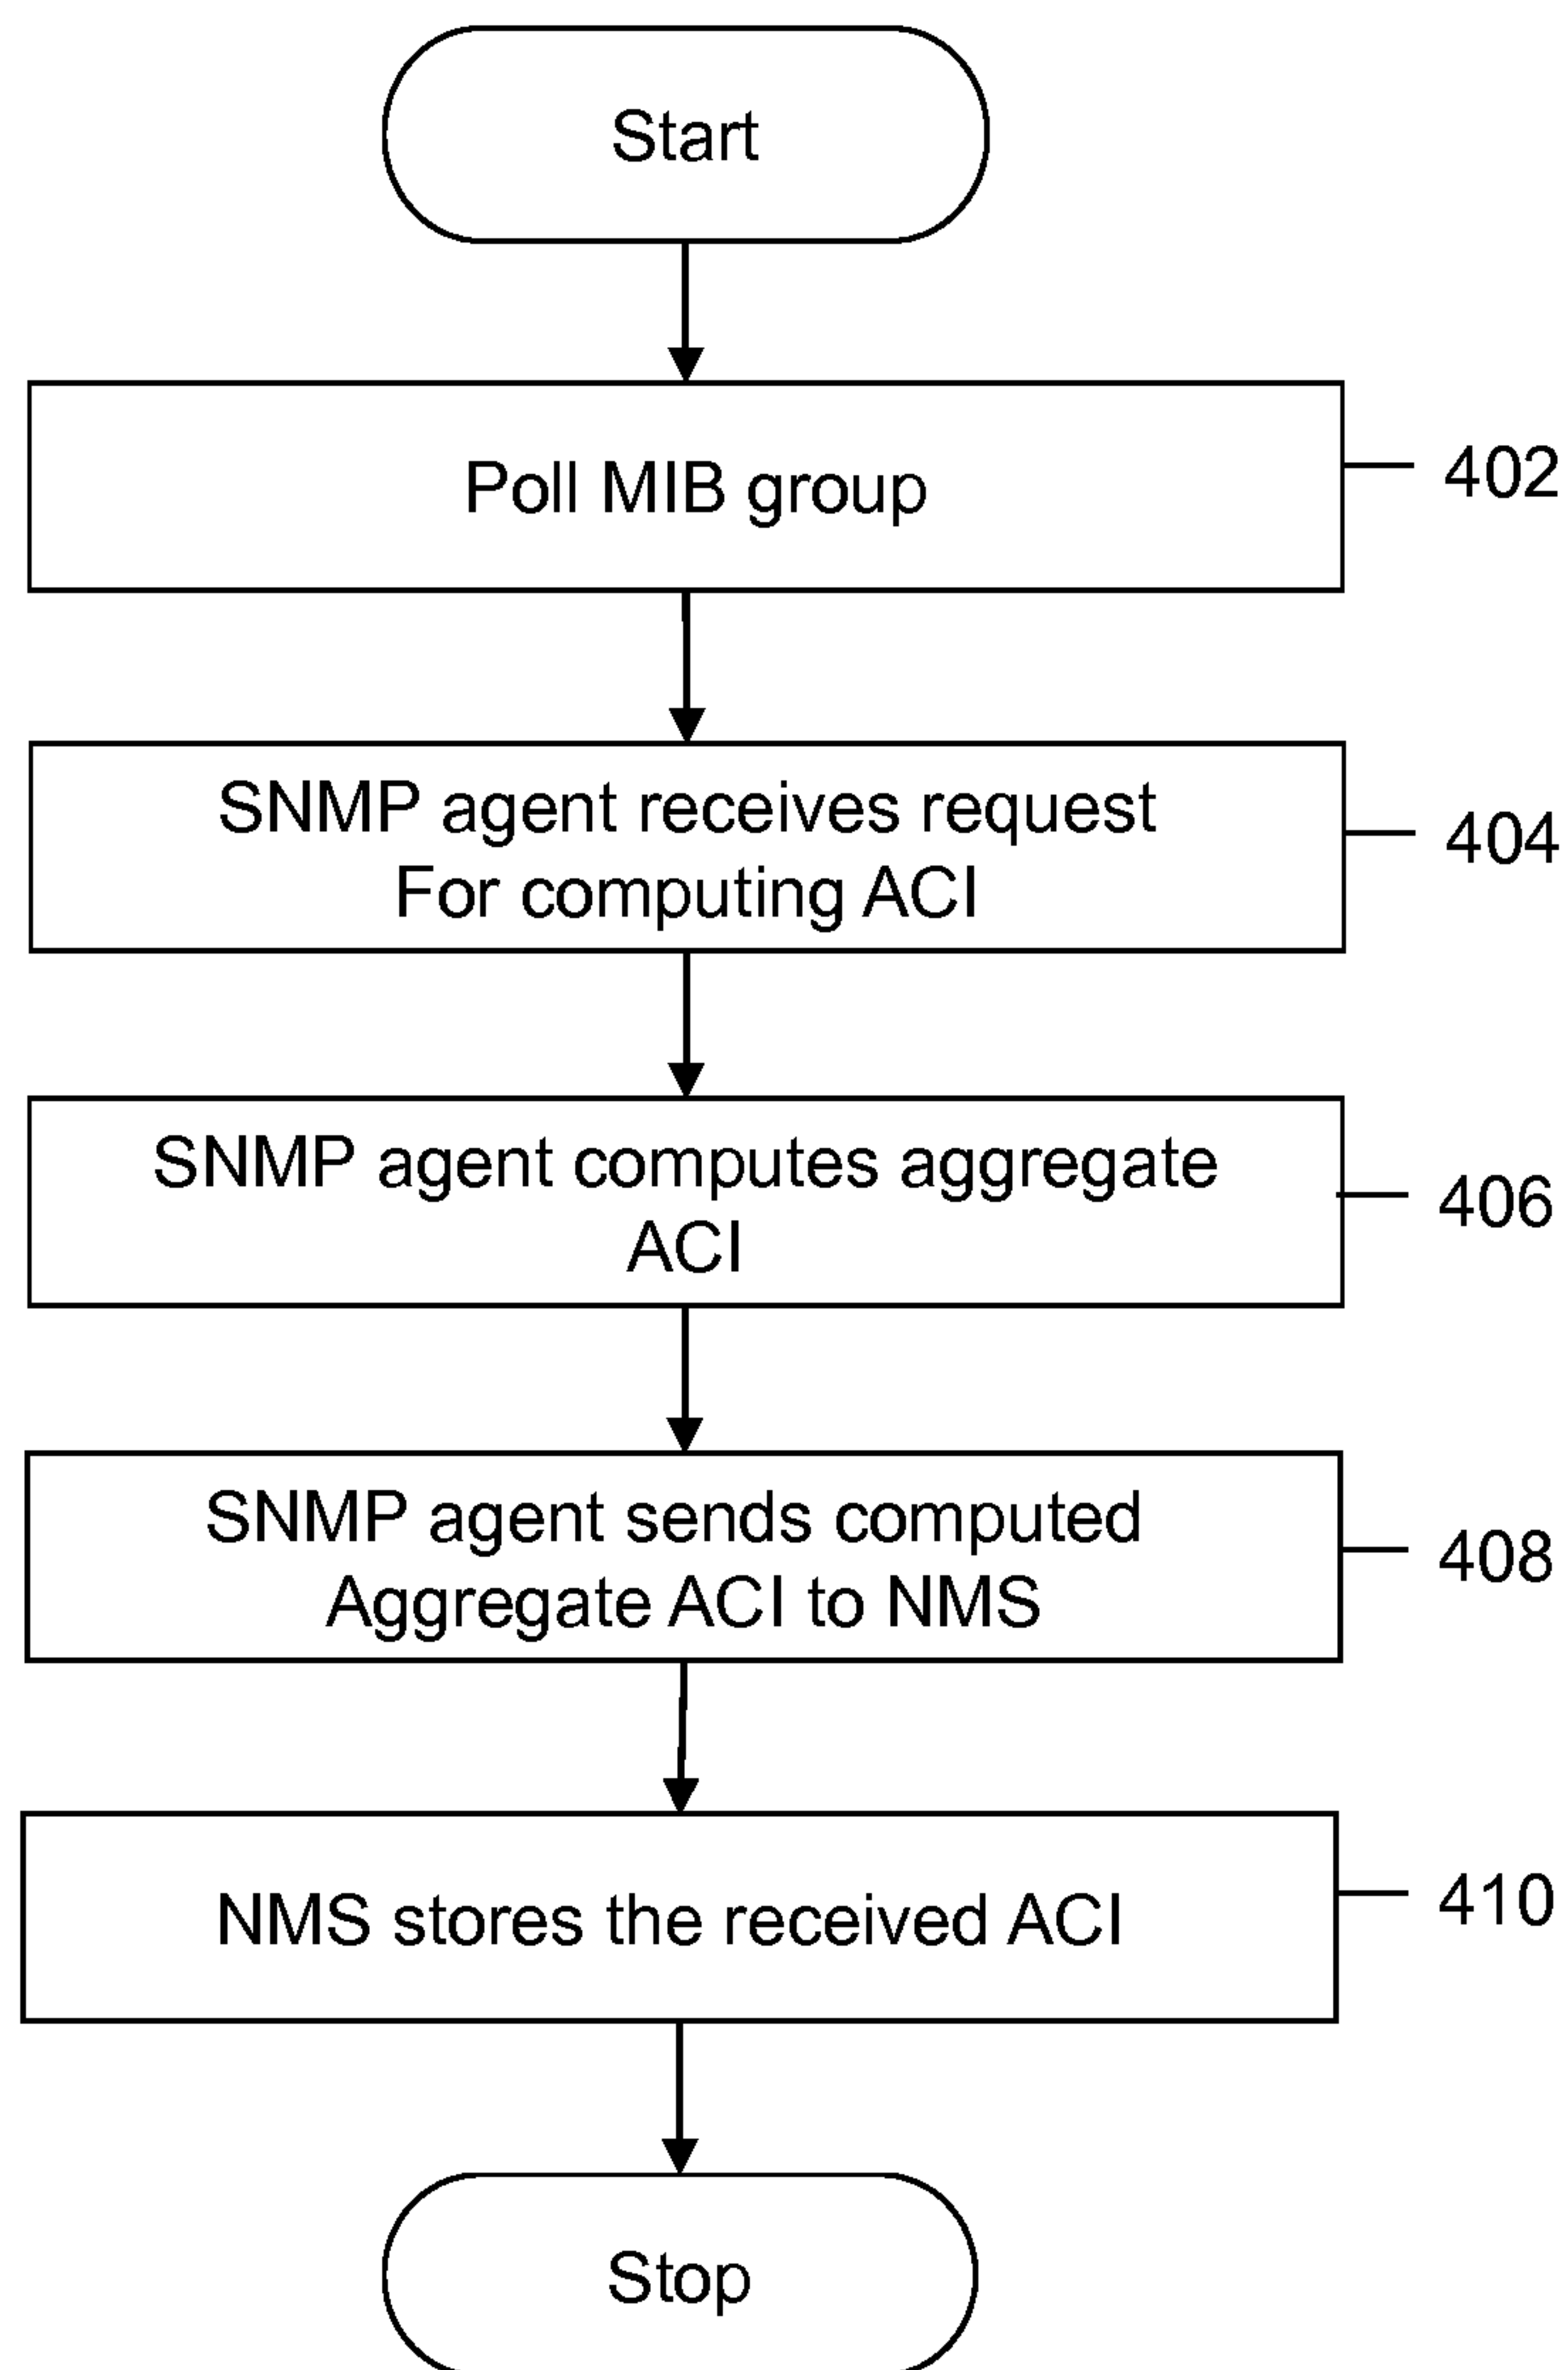 Start
Poll MIB group
402
SNMP agent receives request
For computing ACI
404
SNMP agent computes aggregate
ACI
406
SNMP agent sends computed
Aggregate ACI to NMS
408
NMS stores the received ACI
410
Stop